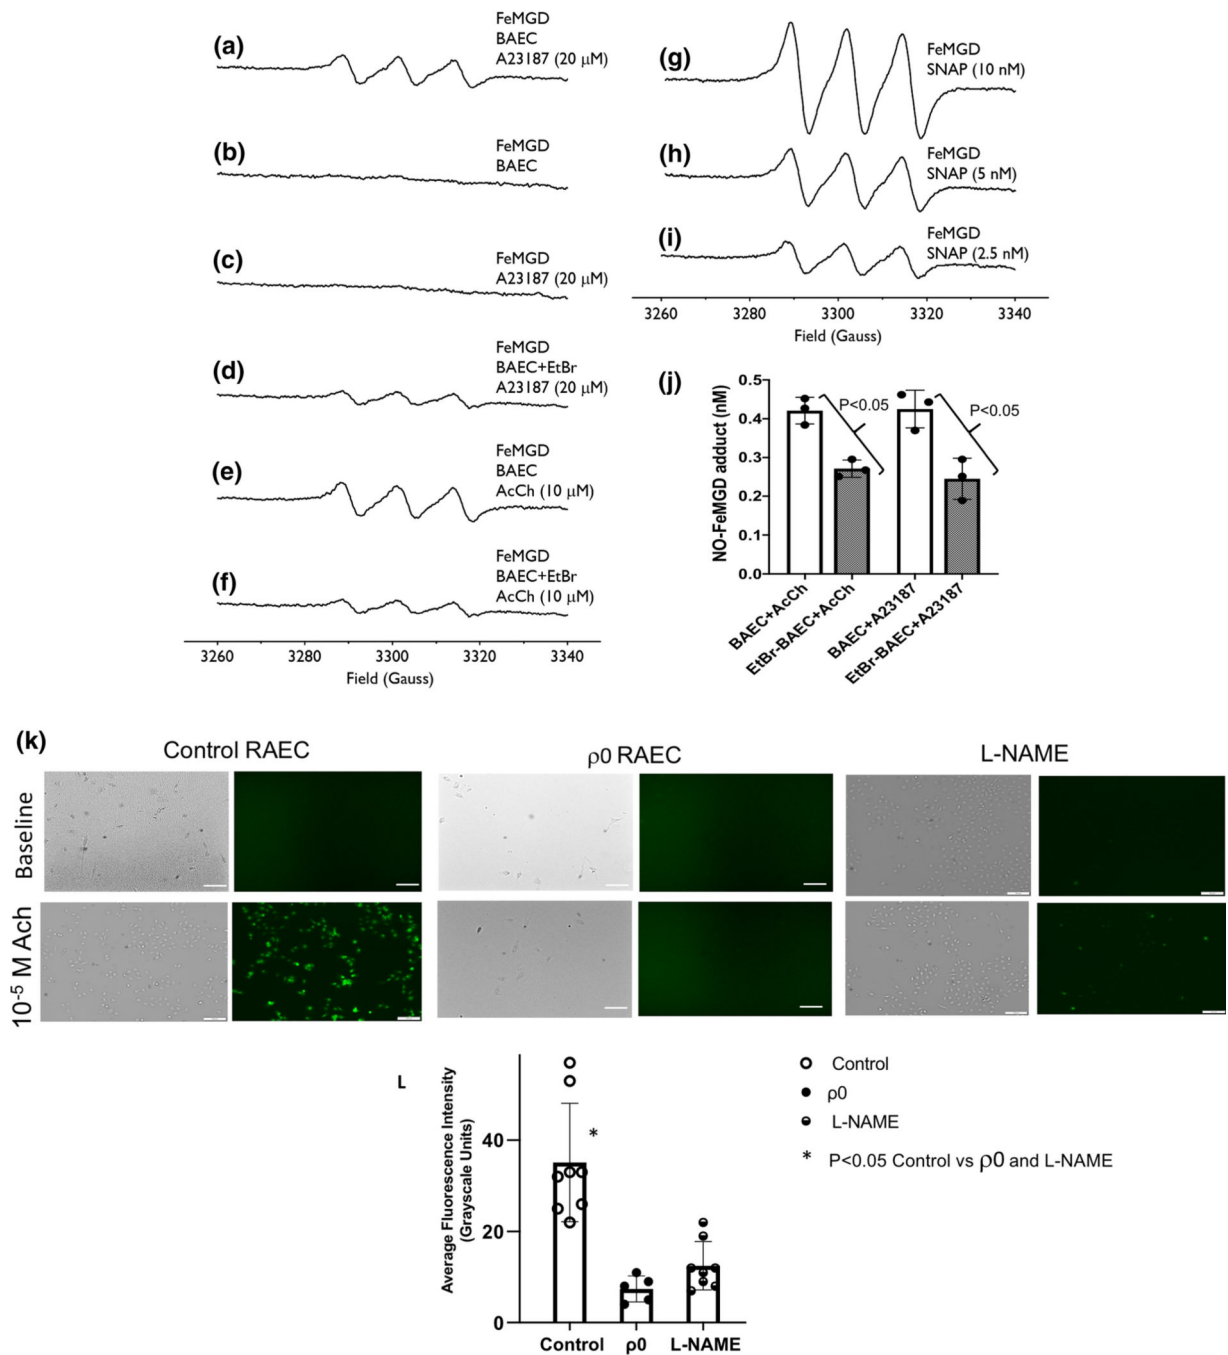 (a)
FeMGD
BAEC
A23187 (20 μM)
(b)
FeMGD
BAEC
(c)
FeMGD
A23187 (20 μM)
(d)
FeMGD
BAEC+EtBr
A23187 (20 μM)
(e)
FeMGD
BAEC
AcCh (10 μM)
(f)
FeMGD
BAEC+EtBr
AcCh (10 μM)
3260 3280 3300 3320 3340
Field (Gauss)
(g)
FeMGD
SNAP (10 nM)
(h)
FeMGD
SNAP (5 nM)
(i)
FeMGD
SNAP (2.5 nM)
3260 3280 3300 3320 3340
Field (Gauss)
(j)
NO-FeMGD adduct (nM)
0.5
0.4
0.3
0.2
0.1
0.0
P<0.05
P<0.05
BAEC+AcCh
EtBr-BAEC+AcCh
BAEC+A23187
EtBr-BAEC+A23187
(k)
Control RAEC
ρ0 RAEC
L-NAME
Baseline
10⁻⁵ M Ach
L
Average Fluorescence Intensity
(Grayscale Units)
40
20
0
*
Control ρ0 L-NAME
Control
ρ0
L-NAME
* P<0.05 Control vs ρ0 and L-NAME